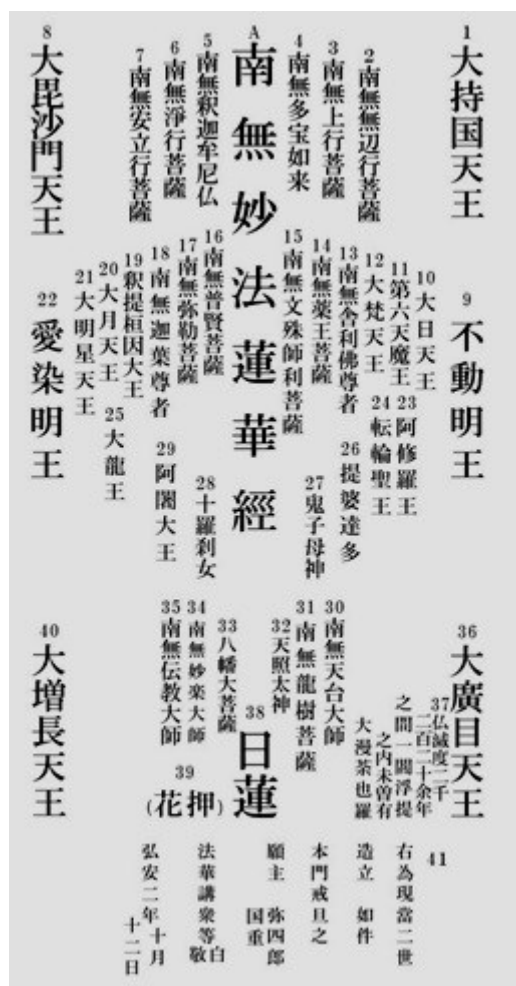 1 大持国天王
2 南無無辺行菩薩
3 南無上行菩薩
4 南無多宝如来
A 南無妙法蓮華經
5 南無釈迦牟尼仏
6 南無淨行菩薩
7 南無安立行菩薩
8 大毘沙門天王
9 不動明王
10 大日天王
11 第六天魔王
12 大梵天王
13 南無舎利佛尊者
14 南無薬王菩薩
15 南無文殊師利菩薩
16 南無普賢菩薩
17 南無弥勒菩薩
18 南無迦葉尊者
19 釈提桓因大王
20 大月天王
21 大明星天王
22 愛染明王
23 阿修羅王
24 転輪聖王
25 大龍王
26 提婆達多
27 鬼子母神
28 十羅刹女
29 阿闍大王
30 南無天台大師
31 南無龍樹菩薩
32 天照太神
33 八幡大菩薩
34 南無妙楽大師
35 南無伝教大師
36 大廣目天王
37 仏滅度二千
二百二十余年
之間一閻浮提
之内未曽有
大漫荼也羅
38 日蓮
39 (花押)
40 大増長天王
41
右為現當二世
造立 如件
本門戒旦之
願主 弥四郎
国重
法華講衆等
敬白
弘安二年十月
十二日